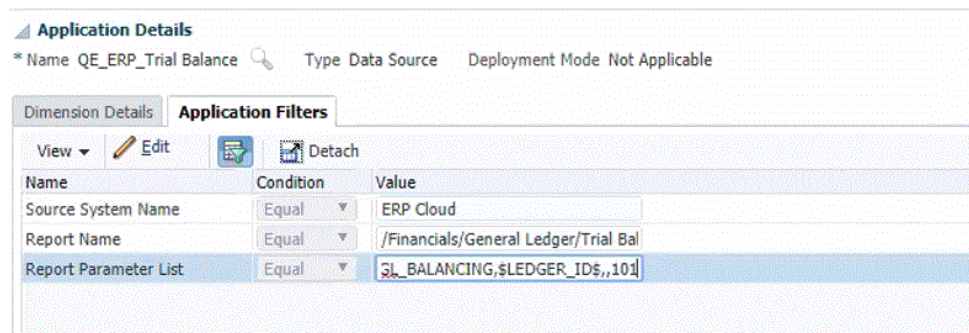 Application Details
* Name QE_ERP_Trial Balance Type Data Source Deployment Mode Not Applicable
Dimension Details Application Filters
View Edit Detach
Name Condition Value
Source System Name Equal ERP Cloud
Report Name Equal /Financials/General Ledger/Trial Bal
Report Parameter List Equal GL_BALANCING,$LEDGER_ID$,,101